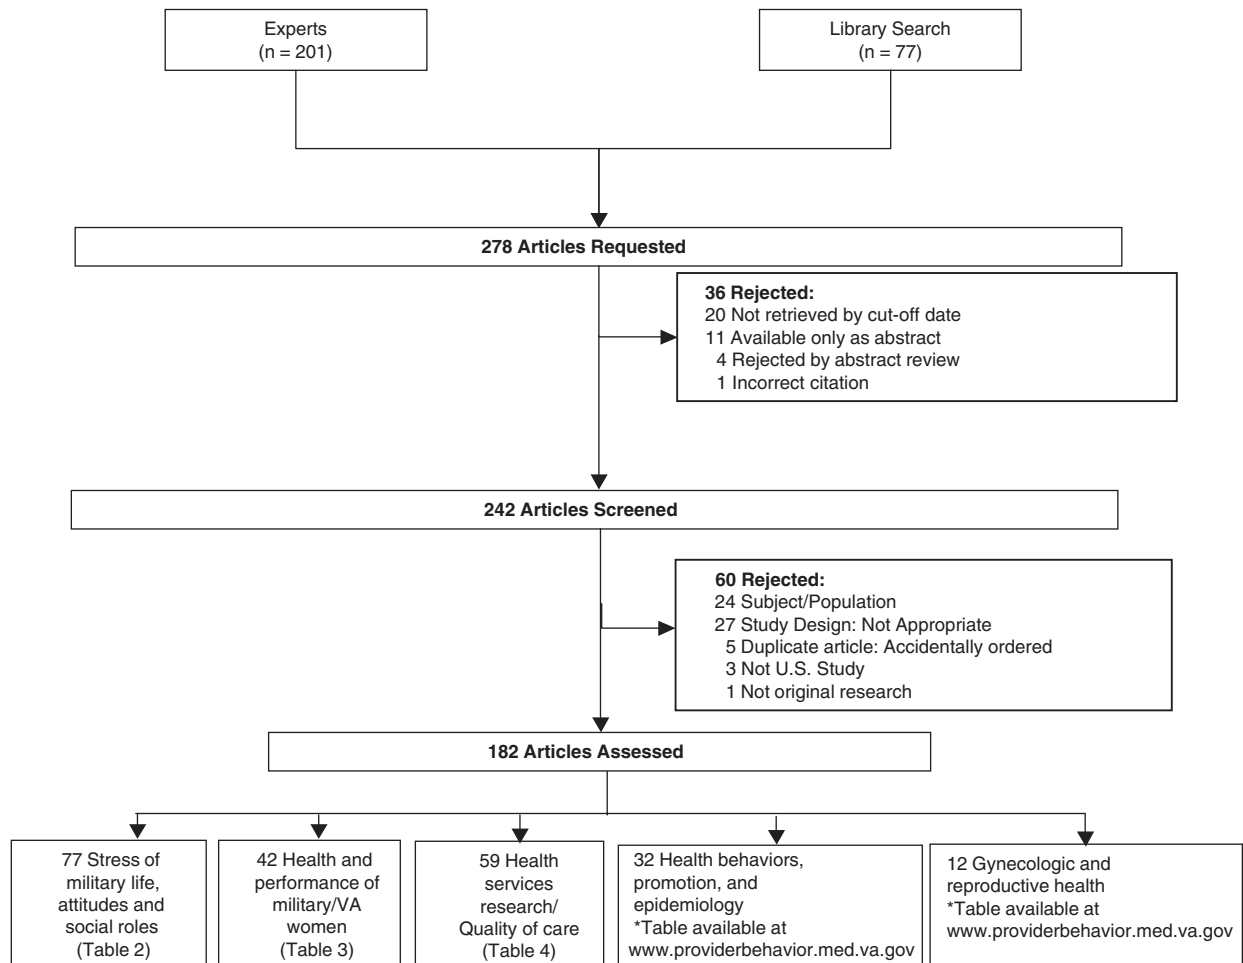 Experts
(n = 201)
Library Search
(n = 77)
278 Articles Requested
36 Rejected:
20 Not retrieved by cut-off date
11 Available only as abstract
4 Rejected by abstract review
1 Incorrect citation
242 Articles Screened
60 Rejected:
24 Subject/Population
27 Study Design: Not Appropriate
5 Duplicate article: Accidentally ordered
3 Not U.S. Study
1 Not original research
182 Articles Assessed
77 Stress of
military life,
attitudes and
social roles
(Table 2)
42 Health and
performance of
military/VA
women
(Table 3)
59 Health
services
research/
Quality of care
(Table 4)
32 Health behaviors,
promotion, and
epidemiology
*Table available at
www.providerbehavior.med.va.gov
12 Gynecologic and
reproductive health
*Table available at
www.providerbehavior.med.va.gov